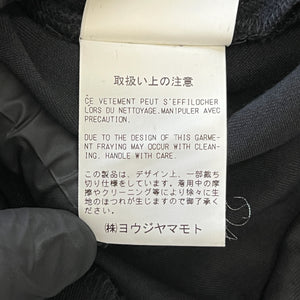 取扱い上の注意
CE VETEMENT PEUT S'EFFILOCHER
LORS DU NETTOYAGE.MANIPULER AVEC
PRECAUTION.
DUE TO THE DESIGN OF THIS GARME-
NT FRAYING MAY OCCUR WITH CLEAN-
ING. HANDLE WITH CARE.
この製品は、デザイン上、一部裁ち
切り仕様としています。着用中の摩
擦やクリーニング等により徐々に生
地のほつれが生じますので御了承く
ださい。
㈱ヨウジヤマモト